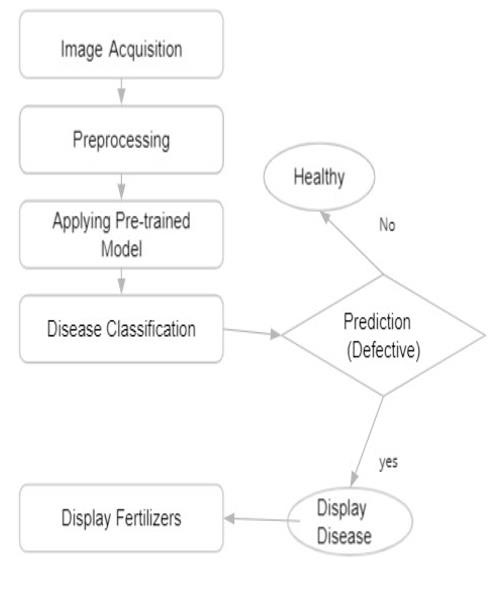 Image Acquisition
Preprocessing
Healthy
No
Applying Pre-trained
Model
Disease Classification
Prediction
(Defective)
yes
Display
Disease
Display Fertilizers